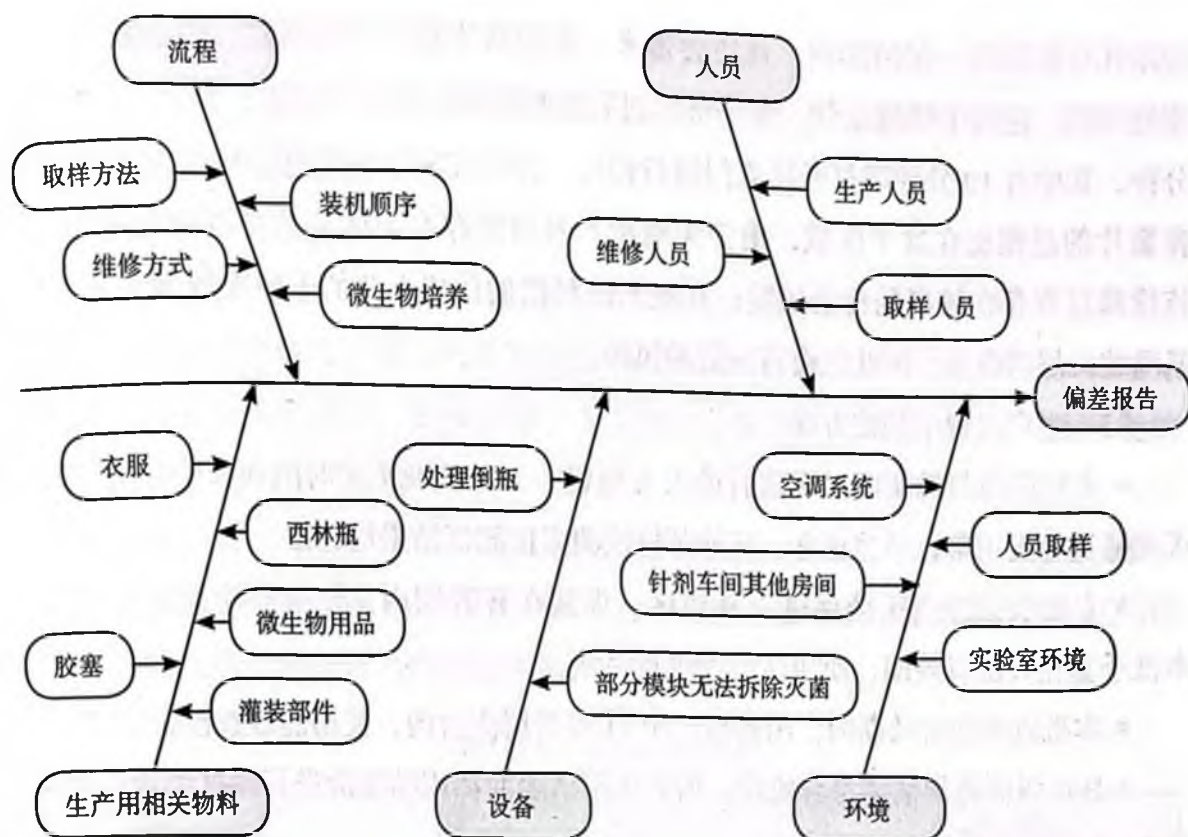 流程
人员
取样方法
装机顺序
维修方式
微生物培养
生产人员
维修人员
取样人员
偏差报告
衣服
西林瓶
微生物用品
胶塞
灌装部件
生产用相关物料
处理倒瓶
部分模块无法拆除灭菌
设备
空调系统
人员取样
针剂车间其他房间
实验室环境
环境